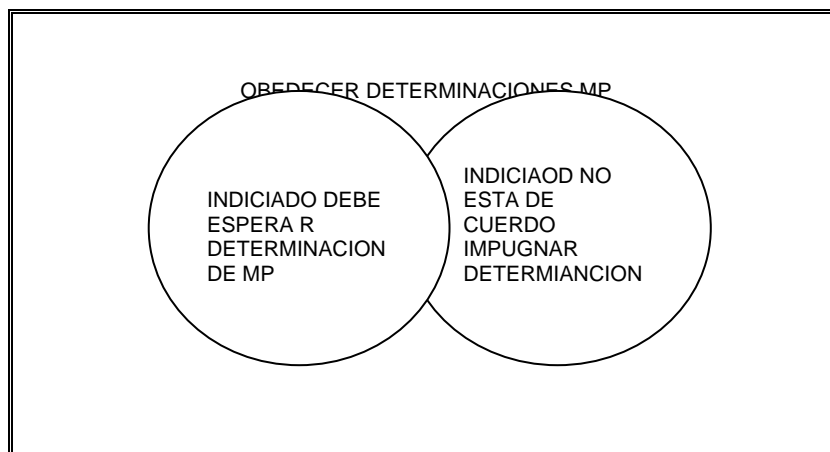 OBEDECER DETERMINACIONES MP
INDICIADO DEBE
ESPERA R
DETERMINACION
DE MP
INDICIAOD NO
ESTA DE
CUERDO
IMPUGNAR
DETERMIANCION